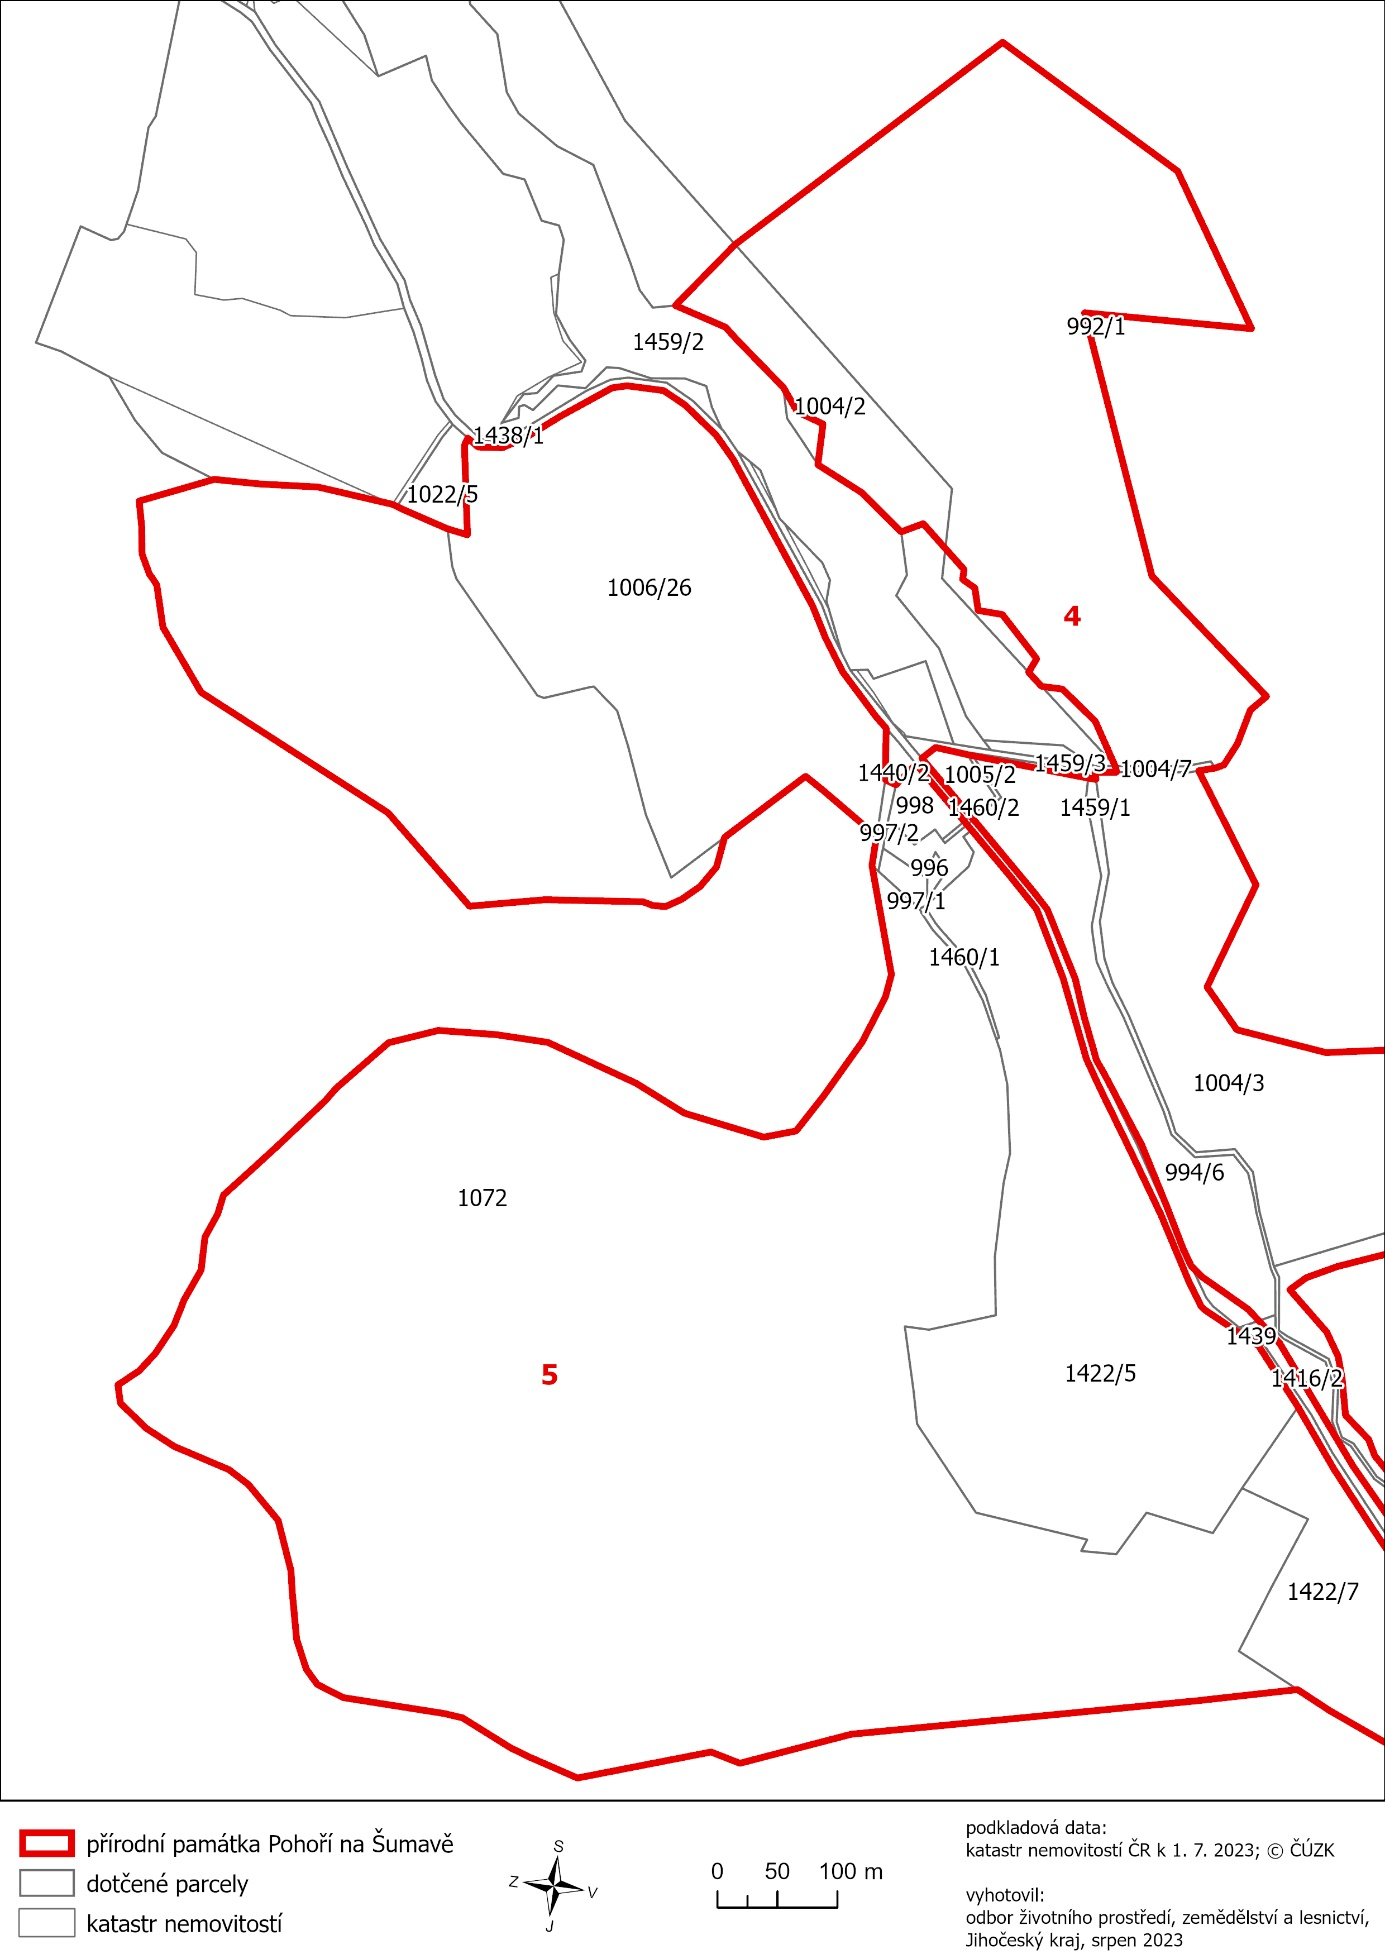 1459/2
992/1
1004/2
1438/1
1022/5
1006/26
4
1440/2
1005/2
1459/3
1004/7
998
1460/2
1459/1
997/2
996
997/1
1460/1
1004/3
994/6
1072
1439
5
1422/5
1416/2
1422/7
přírodní památka Pohoří na Šumavě
dotčené parcely
katastr nemovitostí
S
Z
V
J
0 50 100 m
podkladová data:
katastr nemovitostí ČR k 1. 7. 2023; © ČÚZK
vyhotovil:
odbor životního prostředí, zemědělství a lesnictví,
Jihočeský kraj, srpen 2023